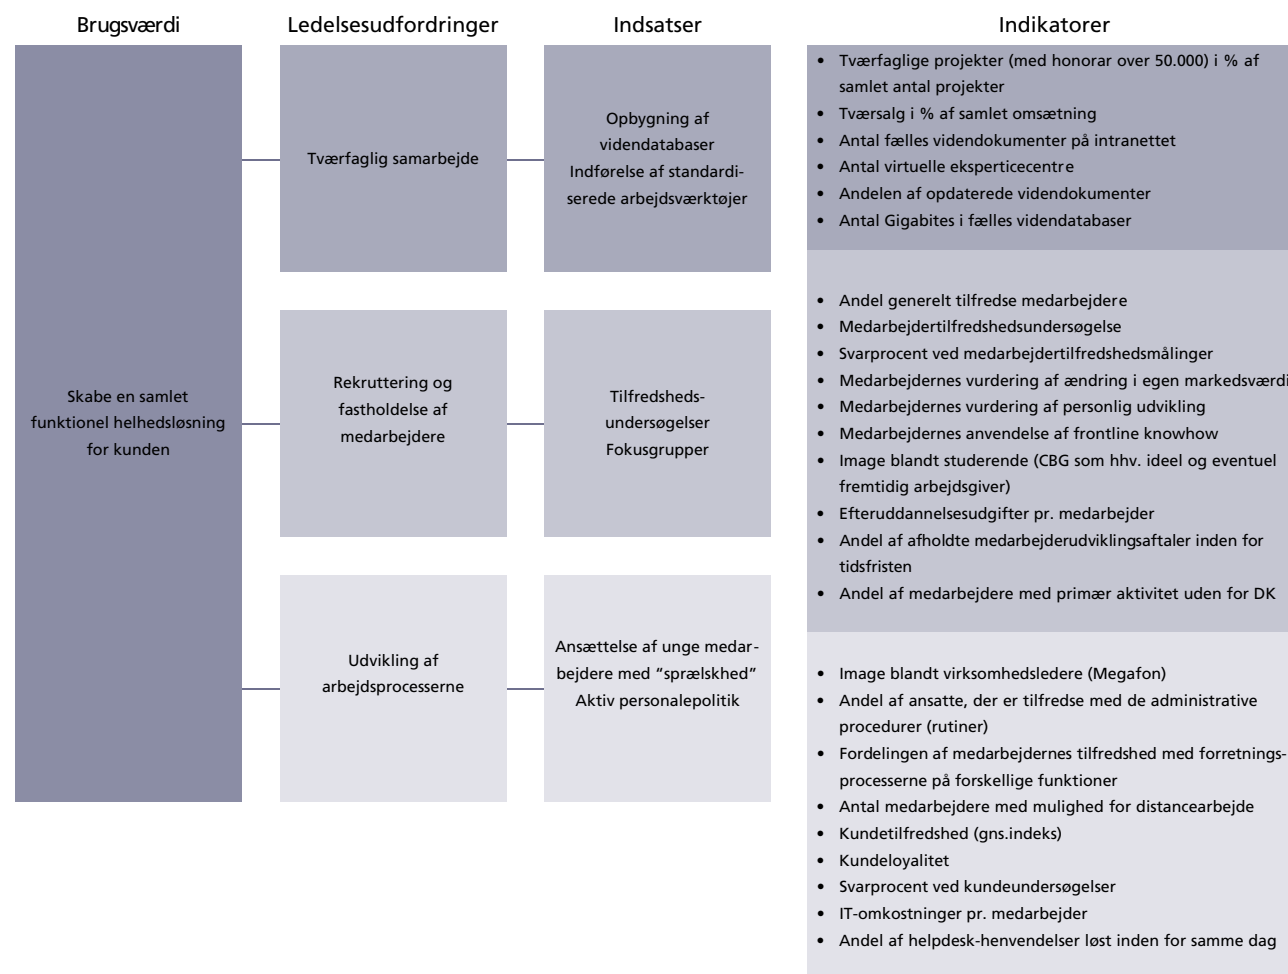 Brugsværdi
Ledelsesudfordringer
Indsatser
Indikatorer
Skabe en samlet
funktionel helhedsløsning
for kunden
Tværfaglig samarbejde
Opbygning af
videndatabaser
Indførelse af standardi-
serede arbejdsværktøjer
• Tværfaglige projekter (med honorar over 50.000) i % af
samlet antal projekter
• Tværsalg i % af samlet omsætning
• Antal fælles videndokumenter på intranettet
• Antal virtuelle eksperticecentre
• Andelen af opdaterede videndokumenter
• Antal Gigabites i fælles videndatabaser
Rekruttering og
fastholdelse af
medarbejdere
Tilfredsheds-
undersøgelser
Fokusgrupper
• Andel generelt tilfredse medarbejdere
• Medarbejdertilfredshedsundersøgelse
• Svarprocent ved medarbejdertilfredshedsmålinger
• Medarbejdernes vurdering af ændring i egen markedsværdi
• Medarbejdernes vurdering af personlig udvikling
• Medarbejdernes anvendelse af frontline knowhow
• Image blandt studerende (CBG som hhv. ideel og eventuel
fremtidig arbejdsgiver)
• Efteruddannelsesudgifter pr. medarbejder
• Andel af afholdte medarbejderudviklingsaftaler inden for
tidsfristen
• Andel af medarbejdere med primær aktivitet uden for DK
Udvikling af
arbejdsprocesserne
Ansættelse af unge medar-
bejdere med “sprælskhed”
Aktiv personalepolitik
• Image blandt virksomhedsledere (Megafon)
• Andel af ansatte, der er tilfredse med de administrative
procedurer (rutiner)
• Fordelingen af medarbejdernes tilfredshed med forretnings-
processerne på forskellige funktioner
• Antal medarbejdere med mulighed for distancearbejde
• Kundetilfredshed (gns.indeks)
• Kundeloyalitet
• Svarprocent ved kundeundersøgelser
• IT-omkostninger pr. medarbejder
• Andel af helpdesk-henvendelser løst inden for samme dag